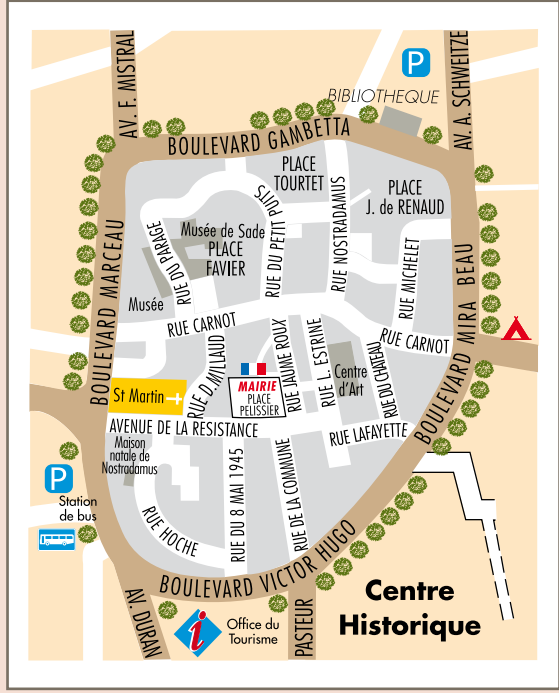 AV. F. MISTRAL
P
AV. A. SCHWEITZE
BIBLIOTHEQUE
BOULEVARD GAMBETTA
PLACE
TOURTET
PLACE
J. de RENAUD
BOULEVARD MARCEAU
RUE DU PARAGE
Musée de Sade
PLACE
FAVIER
RUE DU PETIT PUITS
RUE NOSTRADAMUS
RUE MICHELET
BOULEVARD MIRA BEAU
Musée
RUE CARNOT
RUE CARNOT
RUE D. MILLAUD
RUE JAUME ROUX
RUE L. ESTRINE
Centre
d'Art
RUE DU CHATEAU
St Martin
MAIRIE
PLACE
PELISSIER
AVENUE DE LA RESISTANCE
RUE LAFAYETTE
Maison
natale de
Nostradamus
P
Station
de bus
RUE HOCHE
RUE DU 8 MAI 1945
RUE DE LA COMMUNE
BOULEVARD VICTOR HUGO
AV. DURAN
i
Office du
Tourisme
PASTEUR
Centre
Historique